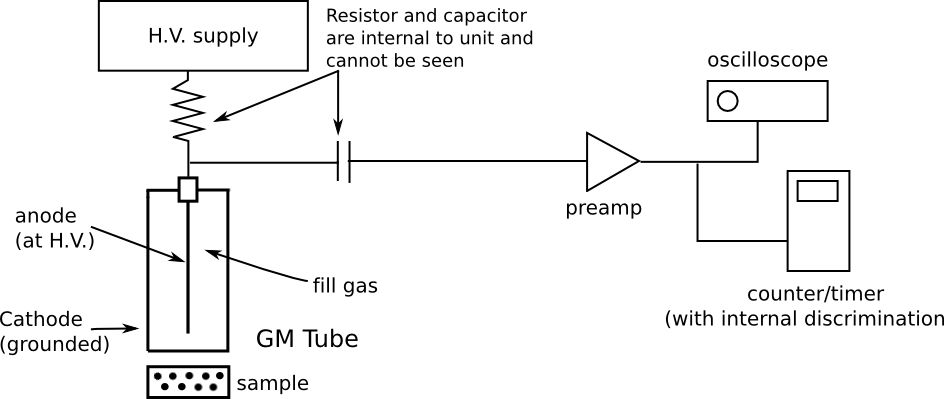 H.V. supply
Resistor and capacitor
are internal to unit and
cannot be seen
oscilloscope
preamp
anode
(at H.V.)
fill gas
counter/timer
(with internal discrimination
Cathode
(grounded)
GM Tube
sample